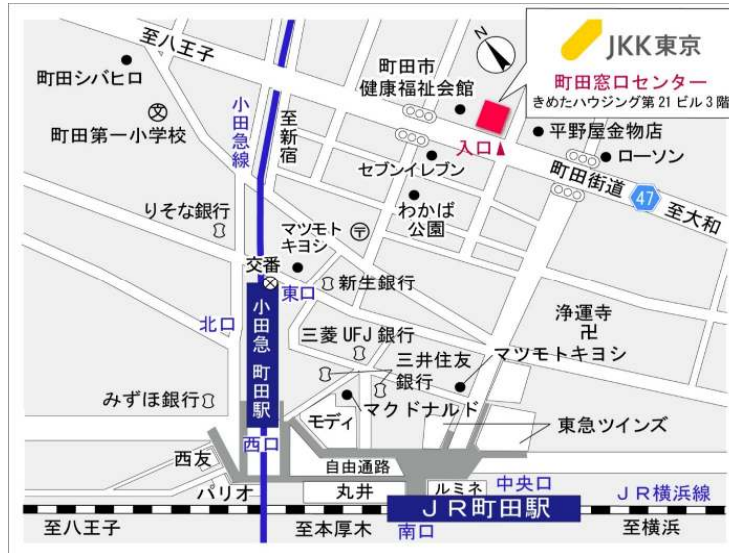 至八王子
JKK東京
町田窓口センター
きめたハウジング第21ビル3階
町田シバヒロ
町田市
健康福祉会館
町田第一小学校
小田急線
至新宿
入口
平野屋金物店
ローソン
セブンイレブン
町田街道
47
至大和
わかば
公園
りそな銀行
マツモト
キヨシ
交番
東口
新生銀行
北口
小田急 町田駅
浄運寺
三菱UFJ銀行
三井住友
銀行
マツモトキヨシ
みずほ銀行
モディ
マクドナルド
東急ツインズ
西口
西友
自由通路
パリオ
丸井
ルミネ
中央口
JR横浜線
JR町田駅
至八王子
至本厚木
南口
至横浜